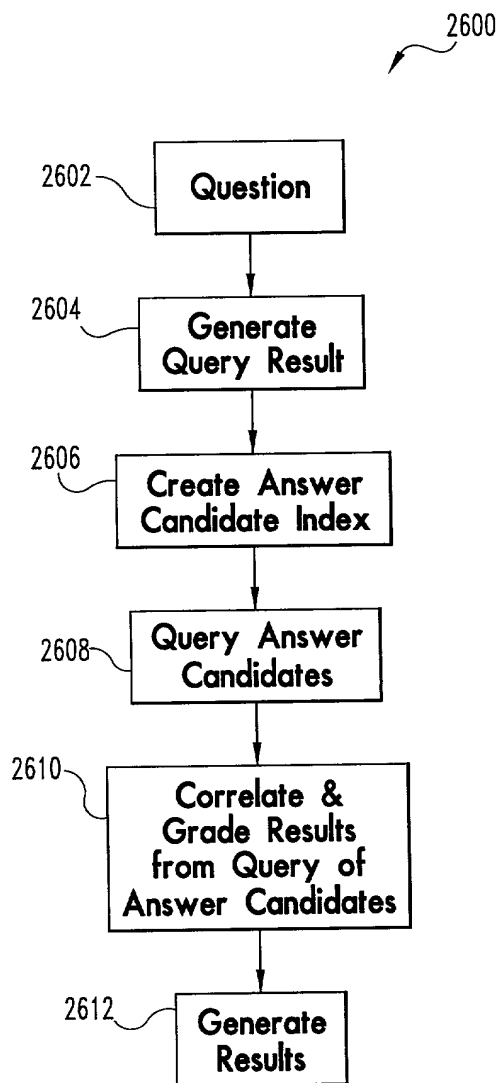 2600
2602
Question
2604
Generate
Query Result
2606
Create Answer
Candidate Index
2608
Query Answer
Candidates
2610
Correlate &
Grade Results
from Query of
Answer Candidates
2612
Generate
Results